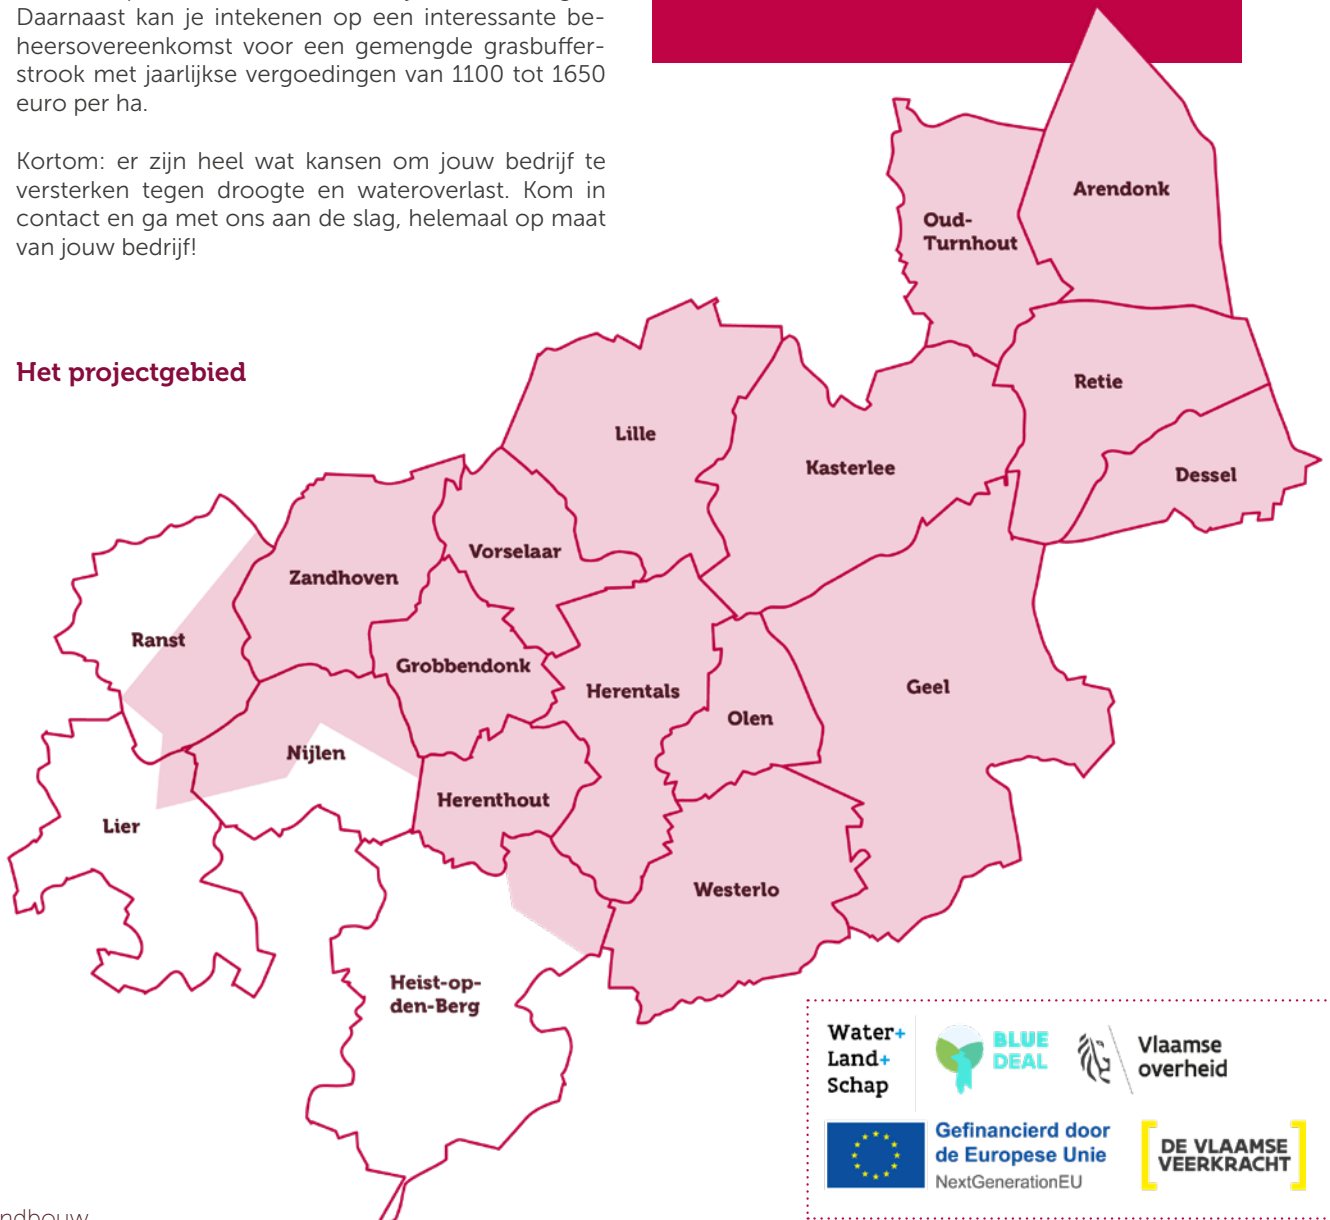 Daarnaast kan je intekenen op een interessante be-
heersovereenkomst voor een gemengde grasbuffer-
strook met jaarlijkse vergoedingen van 1100 tot 1650
euro per ha.
Kortom: er zijn heel wat kansen om jouw bedrijf te
versterken tegen droogte en wateroverlast. Kom in
contact en ga met ons aan de slag, helemaal op maat
van jouw bedrijf!
Het projectgebied
Arendonk
Oud-
Turnhout
Retie
Lille
Kasterlee
Dessel
Vorselaar
Zandhoven
Ranst
Grobbendonk
Herentals
Geel
Olen
Nijlen
Herenthout
Lier
Westerlo
Heist-op-
den-Berg
Water+
Land+
Schap
BLUE
DEAL
Vlaamse
overheid
Gefinancierd door
de Europese Unie
NextGenerationEU
DE VLAAMSE
VEERKRACHT